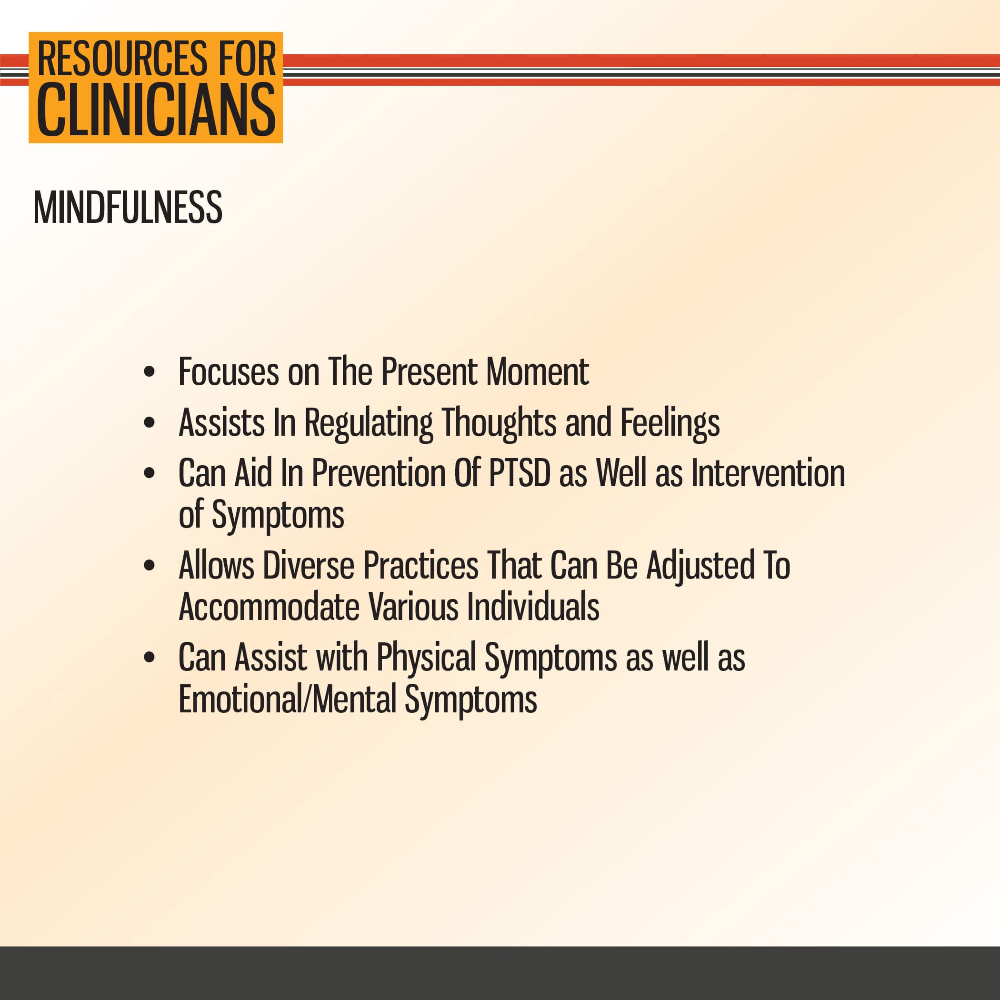 RESOURCES FOR
CLINICIANS
MINDFULNESS
• Focuses on The Present Moment
• Assists In Regulating Thoughts and Feelings
• Can Aid In Prevention Of PTSD as Well as Intervention
of Symptoms
• Allows Diverse Practices That Can Be Adjusted To
Accommodate Various Individuals
• Can Assist with Physical Symptoms as well as
Emotional/Mental Symptoms